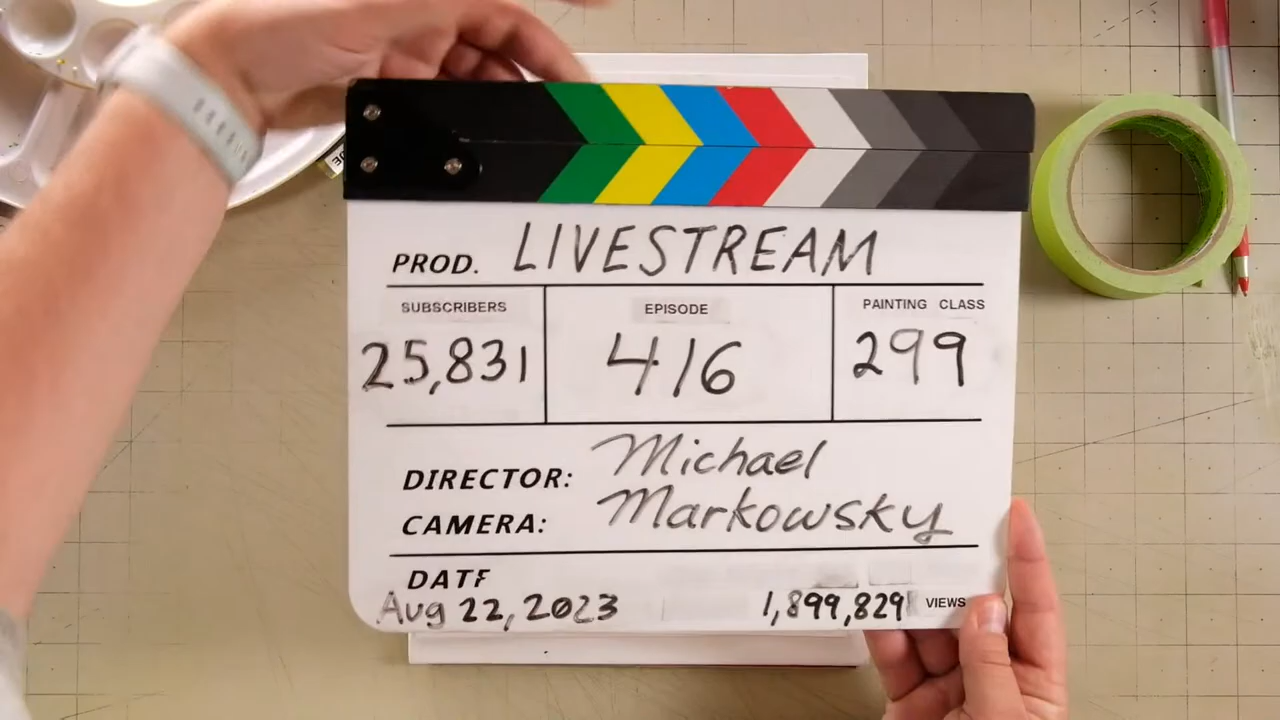 PROD. LIVESTREAM
SUBSCRIBERS EPISODE PAINTING CLASS
25,831 416 299
DIRECTOR: Michael
CAMERA: Markowsky
DATE
Aug 22, 2023 1,899,829 VIEWS